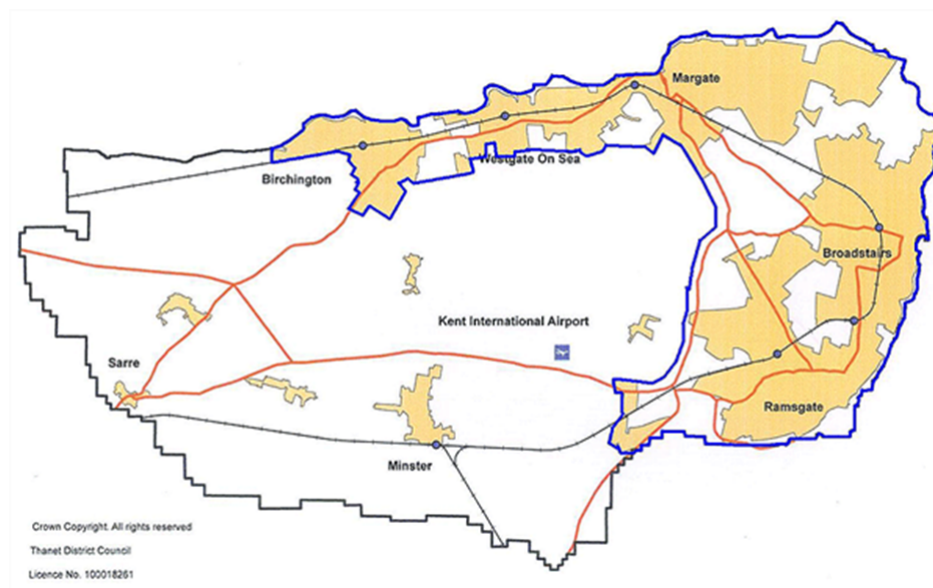 Margate
Westgate On Sea
Birchington
Broadstairs
Kent International Airport
Sarre
Ramsgate
Minster
Crown Copyright. All rights reserved
Thanet District Council
Licence No. 100018261